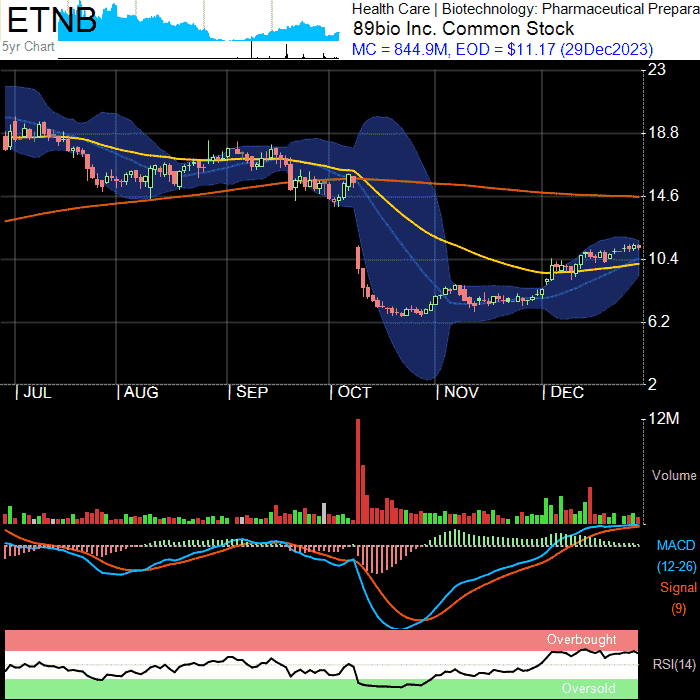 ETNB
5yr Chart
Health Care | Biotechnology: Pharmaceutical Prepara
89bio Inc. Common Stock
MC = 844.9M, EOD = $11.17 (29Dec2023)
23
18.8
14.6
10.4
6.2
2
| JUL | AUG | SEP | OCT | NOV | DEC
12M
Volume
MACD
(12-26)
Signal
(9)
Overbought
RSI(14)
Oversold